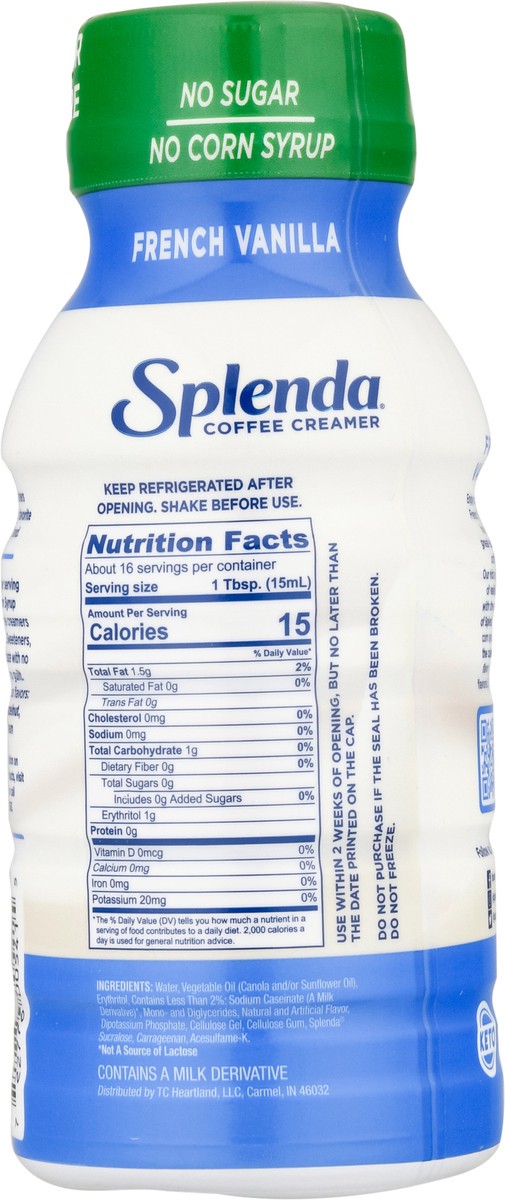 NO SUGAR
NO CORN SYRUP
FRENCH VANILLA
Splenda®
COFFEE CREAMER
KEEP REFRIGERATED AFTER
OPENING. SHAKE BEFORE USE.
Nutrition Facts
About 16 servings per container
Serving size 1 Tbsp. (15mL)
Amount Per Serving
Calories 15
% Daily Value*
Total Fat 1.5g 2%
Saturated Fat 0g 0%
Trans Fat 0g
Cholesterol 0mg 0%
Sodium 0mg 0%
Total Carbohydrate 1g 0%
Dietary Fiber 0g 0%
Total Sugars 0g
Includes 0g Added Sugars 0%
Erythritol 1g
Protein 0g
Vitamin D 0mcg 0%
Calcium 0mg 0%
Iron 0mg 0%
Potassium 20mg 0%
*The % Daily Value (DV) tells you how much a nutrient in a
serving of food contributes to a daily diet. 2,000 calories a
day is used for general nutrition advice.
USE WITHIN 2 WEEKS OF OPENING, BUT NO LATER THAN
THE DATE PRINTED ON THE CAP.
DO NOT PURCHASE IF THE SEAL HAS BEEN BROKEN.
DO NOT FREEZE.
INGREDIENTS: Water, Vegetable Oil (Canola and/or Sunflower Oil),
Erythritol, Contains Less Than 2%: Sodium Caseinate (A Milk
Derivative)*, Mono- and Diglycerides, Natural and Artificial Flavor,
Dipotassium Phosphate, Cellulose Gel, Cellulose Gum, Splenda®
Sucralose, Carrageenan, Acesulfame-K.
*Not A Source of Lactose
CONTAINS A MILK DERIVATIVE
Distributed by TC Heartland, LLC, Carmel, IN 46032
KETO